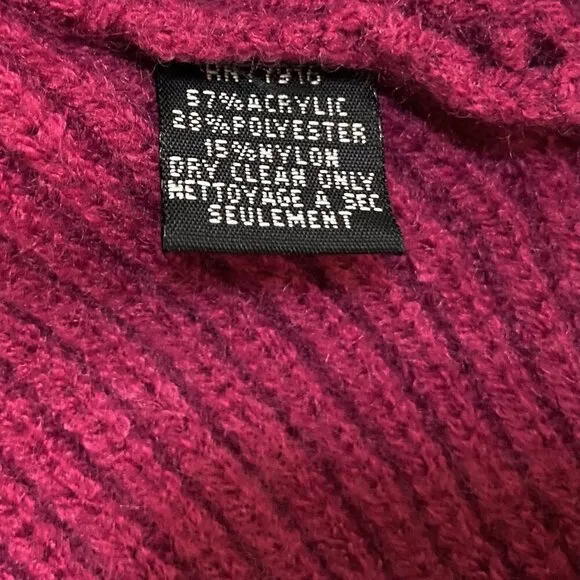 57%ACRYLIC
28%POLYESTER
15%NYLON
DRY CLEAN ONLY
NETTOYAGE A SEC
SEULEMENT